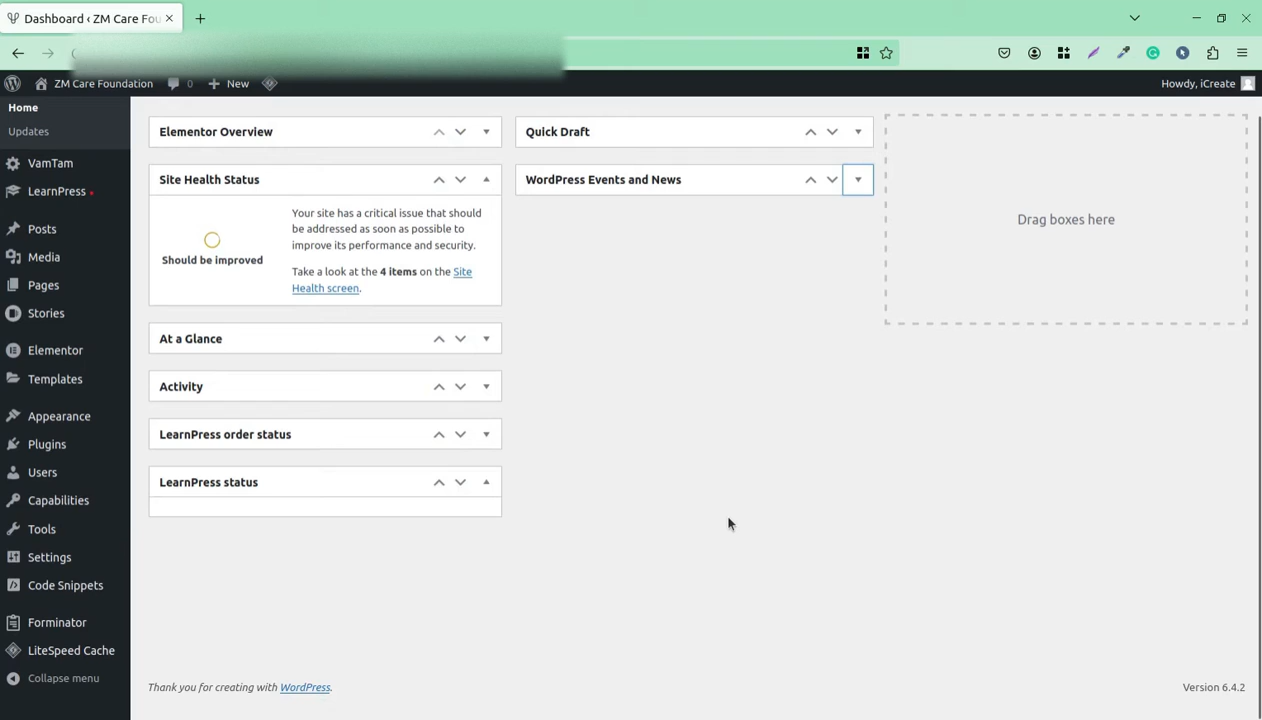 Dashboard ‹ ZM Care Fou
ZM Care Foundation
0
New
Howdy, iCreate
Home
Updates
VamTam
LearnPress
Posts
Media
Pages
Stories
Elementor
Templates
Appearance
Plugins
Users
Capabilities
Tools
Settings
Code Snippets
Forminator
LiteSpeed Cache
Collapse menu
Elementor Overview
Site Health Status
Should be improved
Your site has a critical issue that should
be addressed as soon as possible to
improve its performance and security.
Take a look at the 4 items on the Site
Health screen.
At a Glance
Activity
LearnPress order status
LearnPress status
Quick Draft
WordPress Events and News
Drag boxes here
Thank you for creating with WordPress.
Version 6.4.2